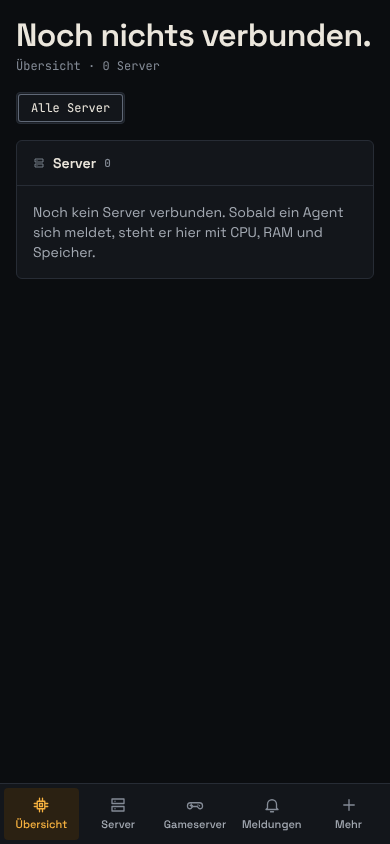 Noch nichts verbunden.
Übersicht · 0 Server
Alle Server
Server 0
Noch kein Server verbunden. Sobald ein Agent
sich meldet, steht er hier mit CPU, RAM und
Speicher.
Übersicht
Server
Gameserver
Meldungen
Mehr